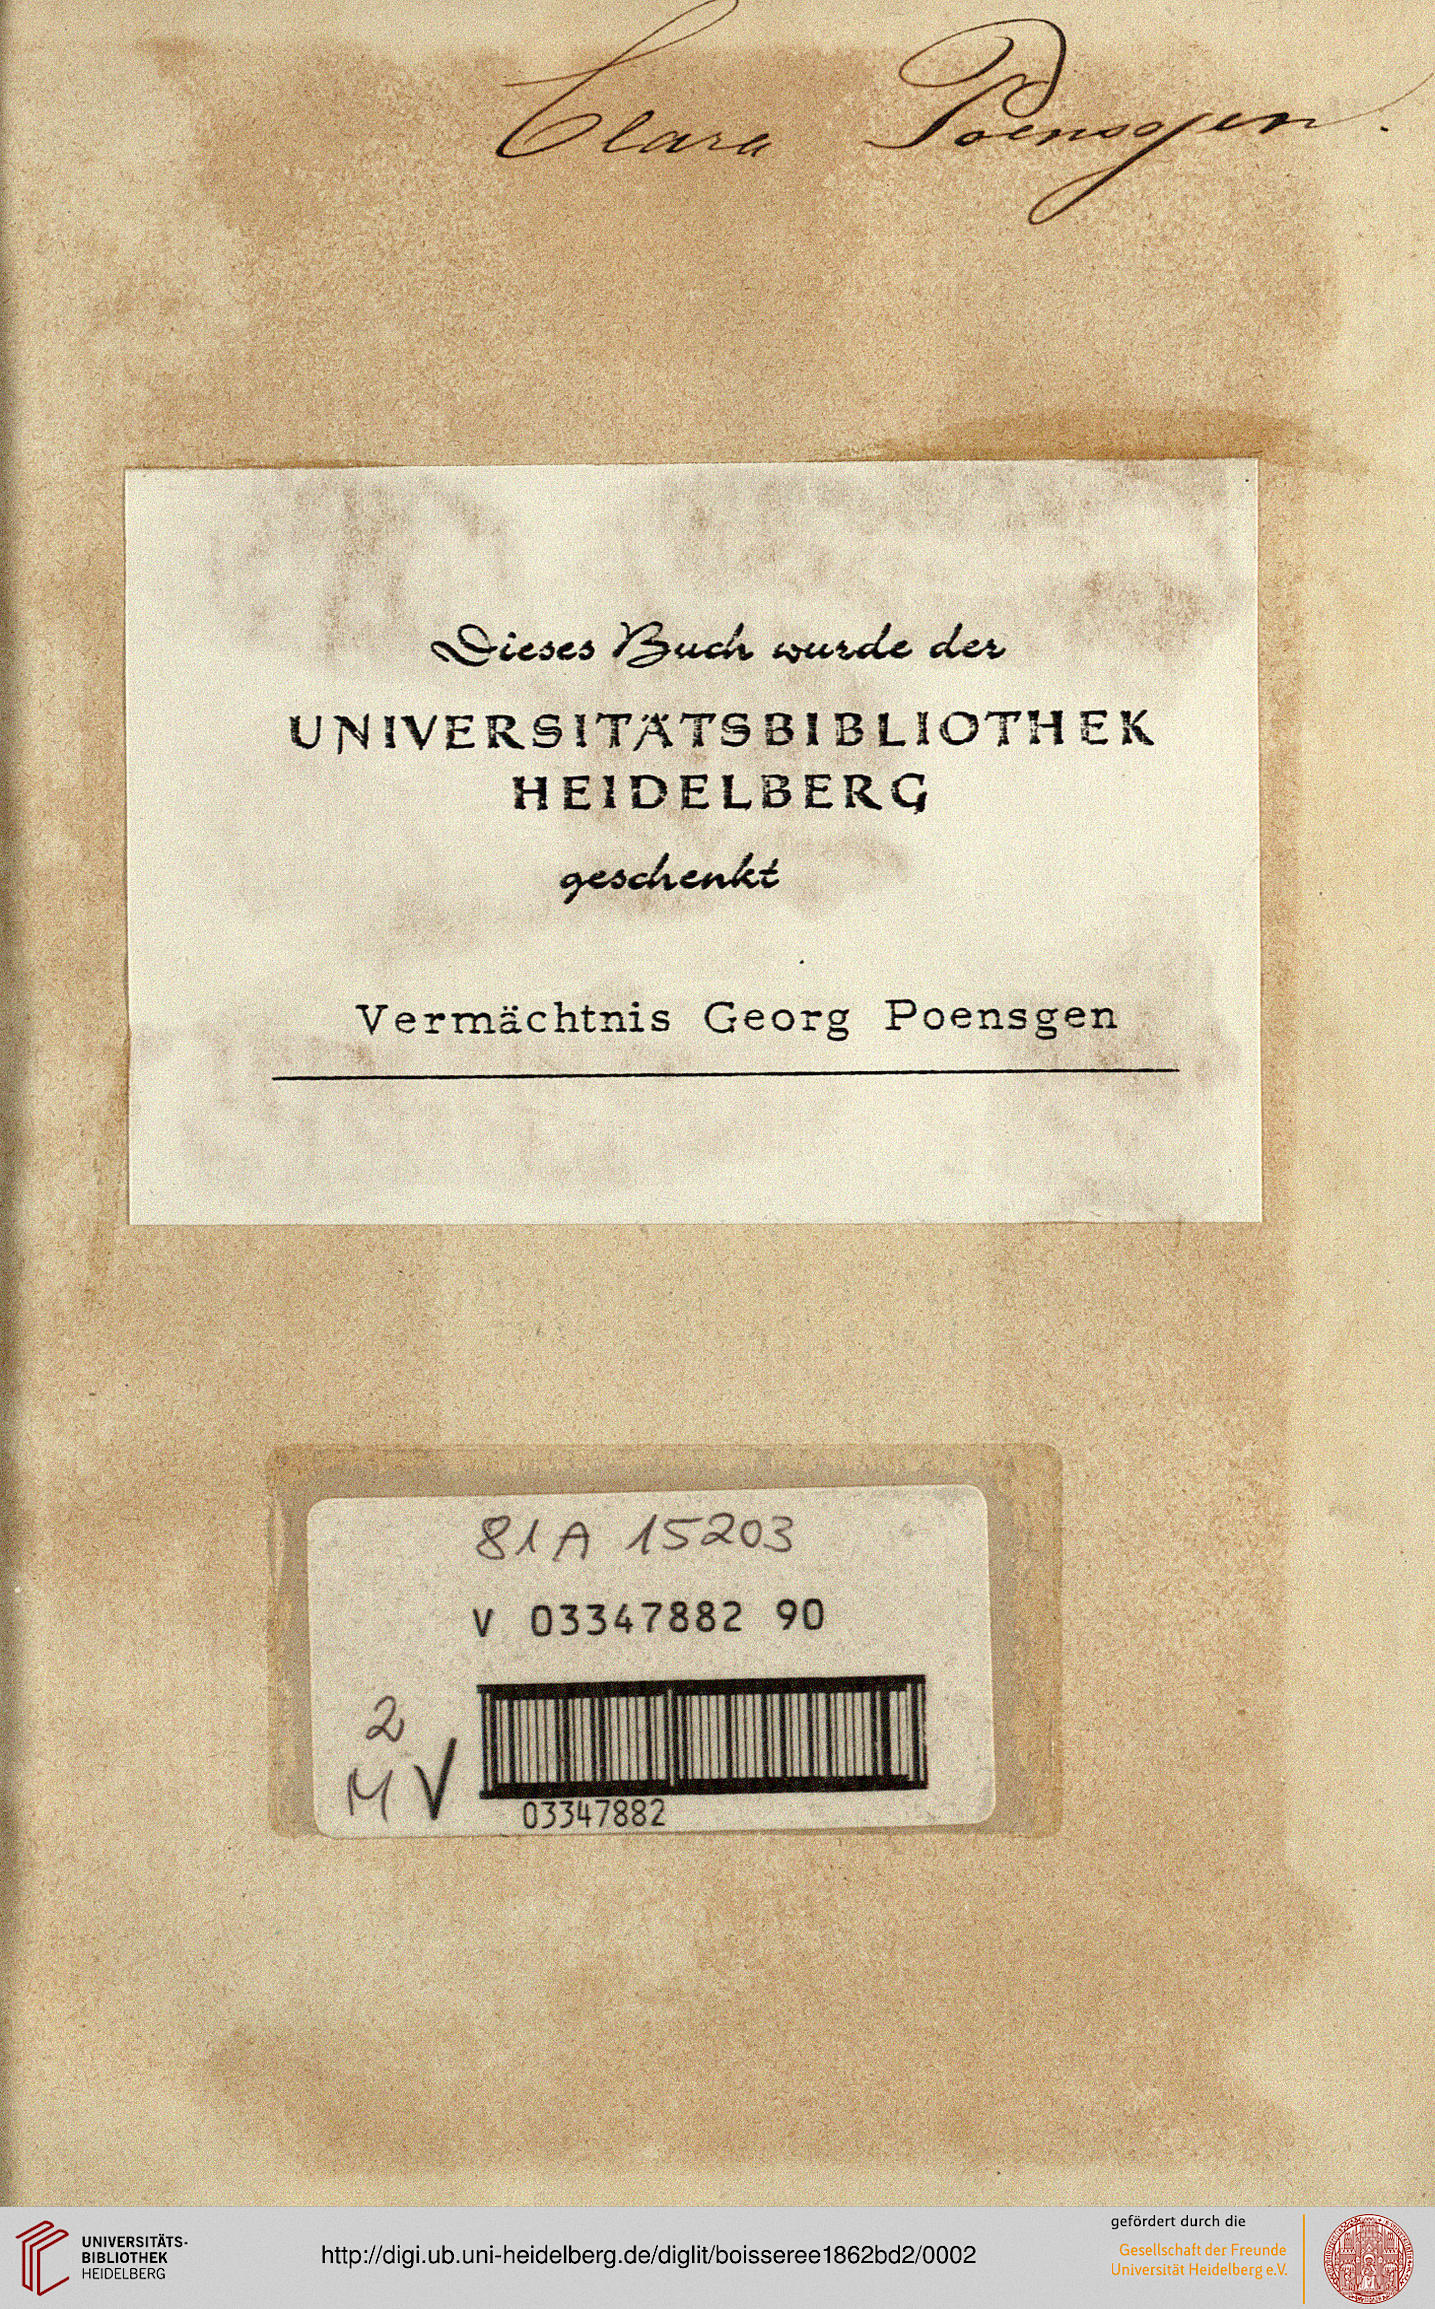 Clara Poensgen.
Dieses Buch wurde der
UNIVERSITÄTSBIBLIOTHEK
HEIDELBERG
geschenkt
Vermächtnis Georg Poensgen
81A 15203
V 03347882 90
2
M V
03347882
UNIVERSITÄTS-
BIBLIOTHEK
HEIDELBERG
http://digi.ub.uni-heidelberg.de/diglit/boisseree1862bd2/0002
gefördert durch die
Gesellschaft der Freunde
Universität Heidelberg e.V.